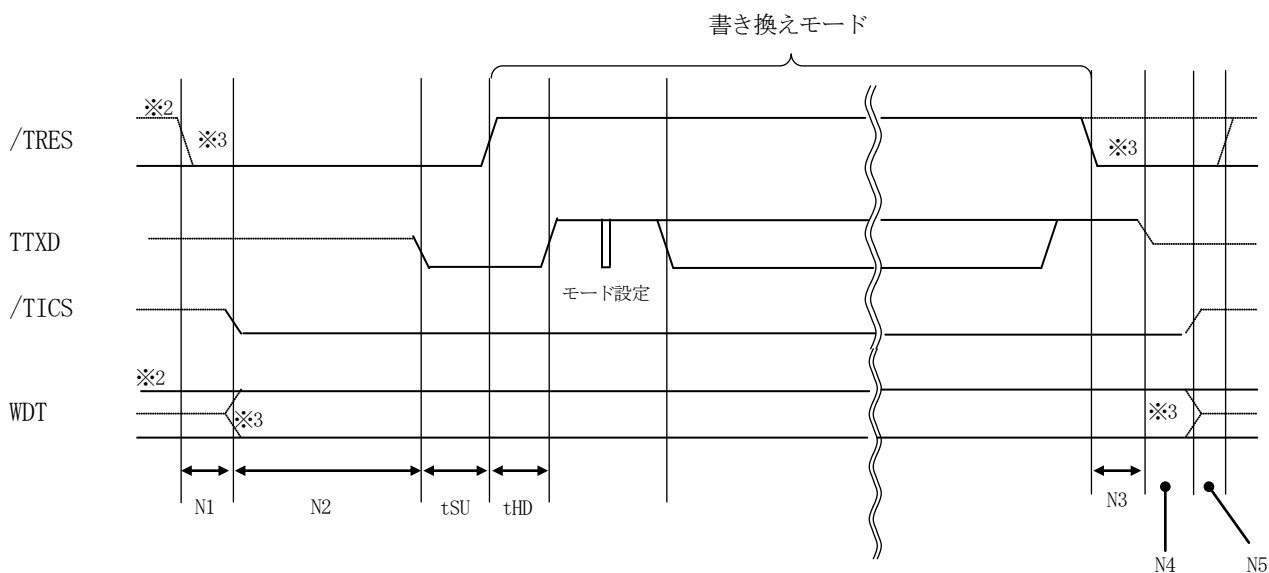 書き換えモード
※2
/TRES
※3
※3
TTXD
モード設定
/TICS
※2
WDT
※3
※3
N1
N2
tSU
tHD
N3
N4
N5